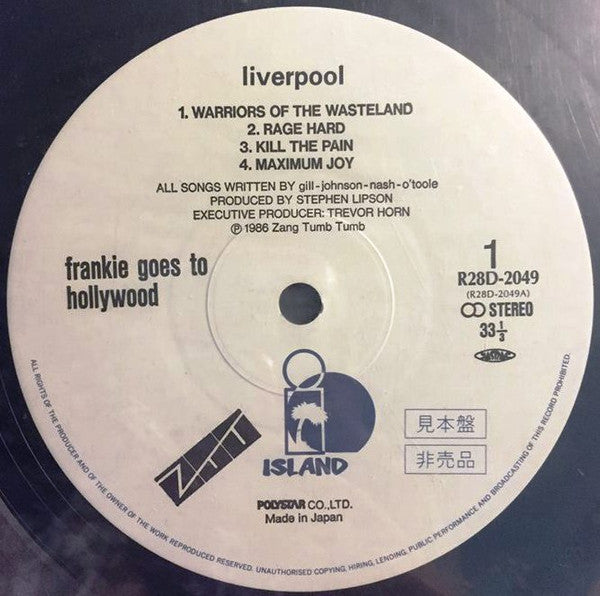 liverpool
1. WARRIORS OF THE WASTELAND
2. RAGE HARD
3. KILL THE PAIN
4. MAXIMUM JOY
ALL SONGS WRITTEN BY gill-johnson-nash-o'toole
PRODUCED BY STEPHEN LIPSON
EXECUTIVE PRODUCER: TREVOR HORN
℗ 1986 Zang Tumb Tumb
frankie goes to
hollywood
1
R28D-2049
(R28D-2049A)
STEREO
33 1/3
ZTT
ISLAND
見本盤
非売品
POLYSTAR CO.,LTD.
Made in Japan
ALL RIGHTS OF THE PRODUCER AND OF THE OWNER OF THE WORK REPRODUCED RESERVED. UNAUTHORISED COPYING, HIRING, LENDING, PUBLIC PERFORMANCE AND BROADCASTING OF THIS RECORD PROHIBITED.